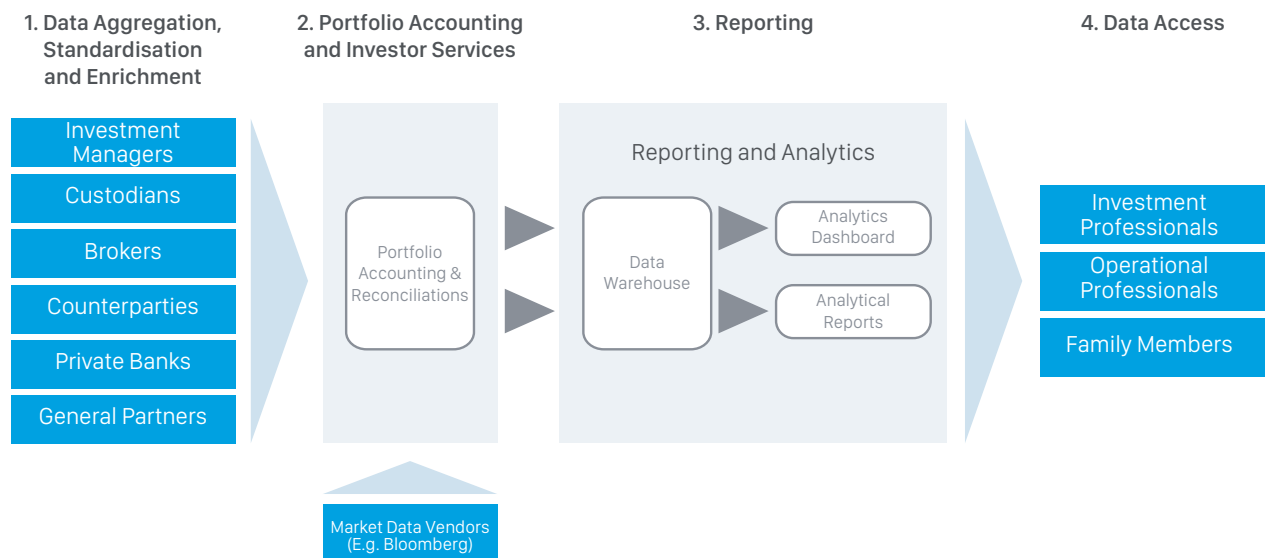 1. Data Aggregation,
Standardisation
and Enrichment
2. Portfolio Accounting
and Investor Services
3. Reporting
4. Data Access
Investment
Managers
Custodians
Brokers
Counterparties
Private Banks
General Partners
Portfolio
Accounting &
Reconciliations
Market Data Vendors
(E.g. Bloomberg)
Reporting and Analytics
Data
Warehouse
Analytics
Dashboard
Analytical
Reports
Investment
Professionals
Operational
Professionals
Family Members